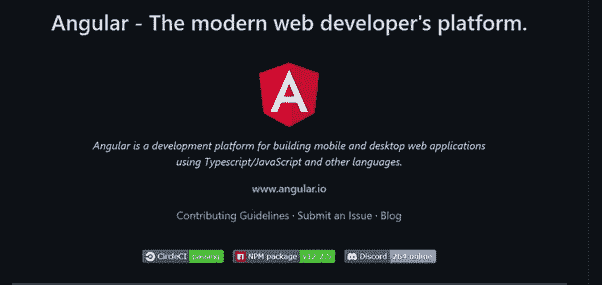 Angular - The modern web developer's platform.
A
Angular is a development platform for building mobile and desktop web applications
using Typescript/JavaScript and other languages.
www.angular.io
Contributing Guidelines · Submit an Issue · Blog
CircleCI passing NPM package Discord 264 online